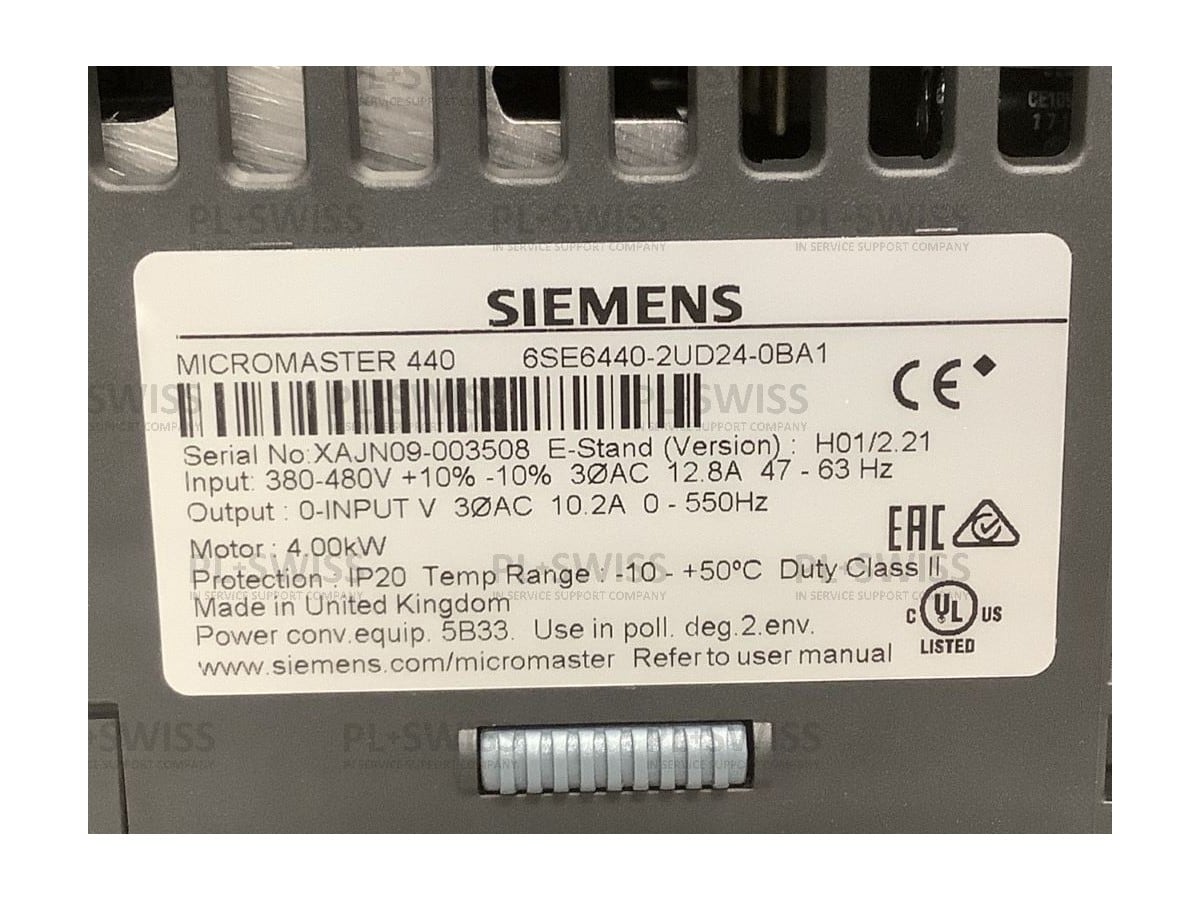 PL+SWISS
IN SERVICE SUPPORT COMPANY
SIEMENS
MICROMASTER 440 6SE6440-2UD24-0BA1
CE
Serial No:XAJN09-003508 E-Stand (Version) : H01/2.21
Input: 380-480V +10% -10% 3ØAC 12.8A 47 - 63 Hz
Output : 0-INPUT V 3ØAC 10.2A 0 - 550Hz
EAC
Motor : 4.00kW
Protection : IP20 Temp Range : -10 - +50ºC Duty Class II
Made in United Kingdom
C UL US
LISTED
Power conv.equip. 5B33. Use in poll. deg.2.env.
www.siemens.com/micromaster Refer to user manual